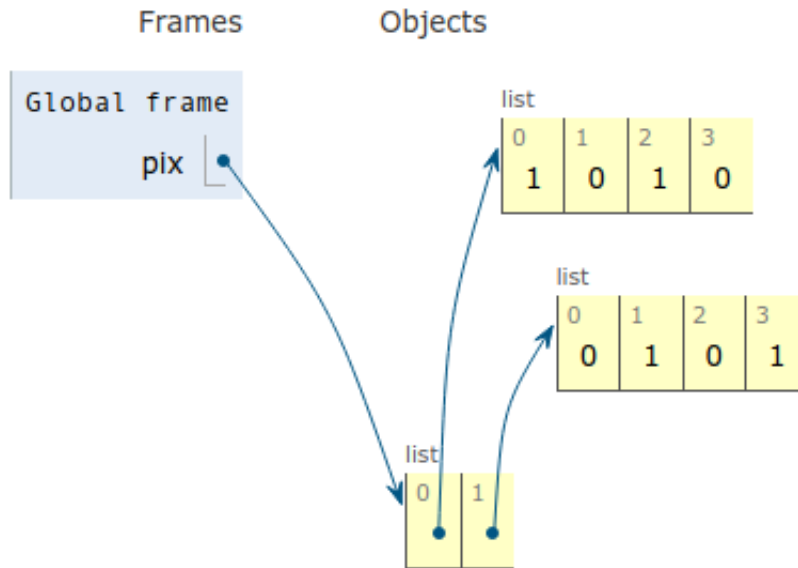 Frames Objects
Global frame
pix
list
0 1 2 3
1 0 1 0
list
0 1 2 3
0 1 0 1
list
0 1